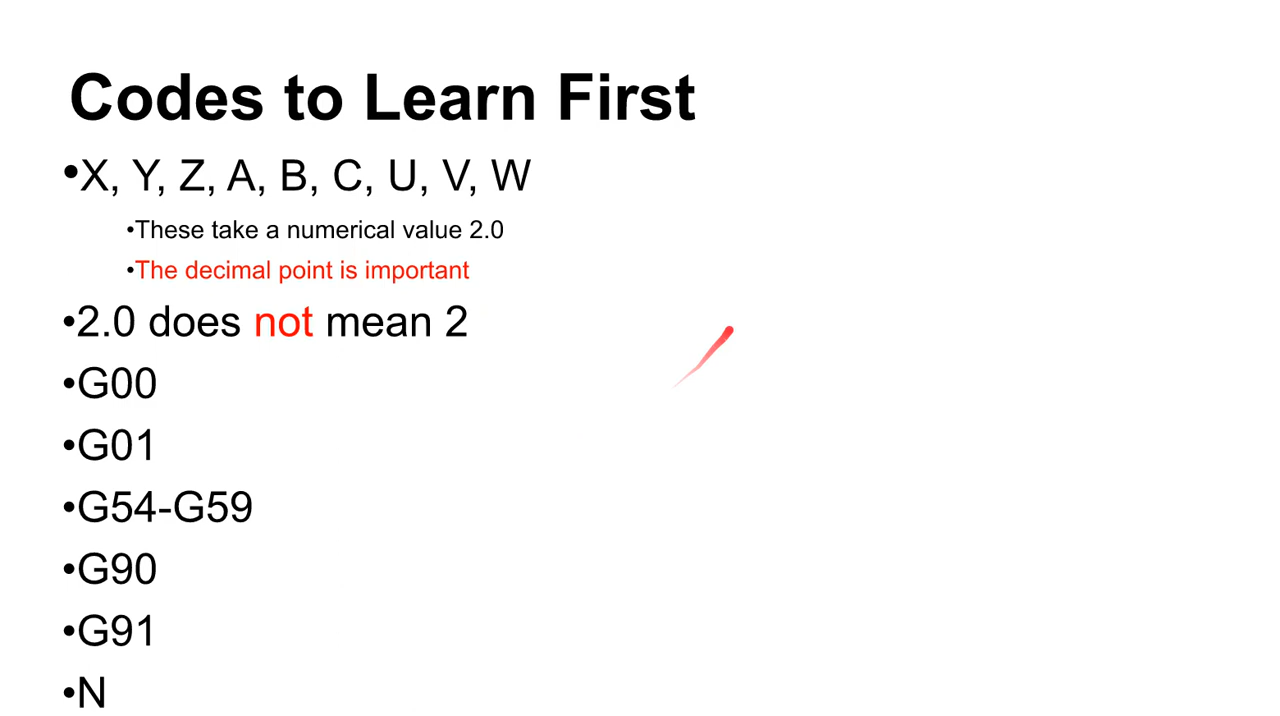 Codes to Learn First
•X, Y, Z, A, B, C, U, V, W
•These take a numerical value 2.0
•The decimal point is important
•2.0 does not mean 2
•G00
•G01
•G54-G59
•G90
•G91
•N